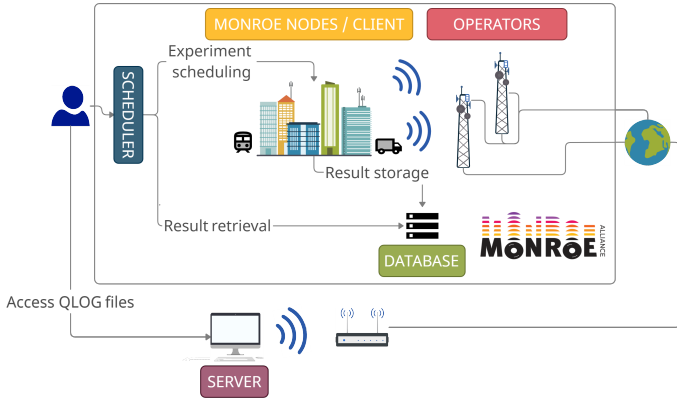 MONROE NODES / CLIENT
OPERATORS
Experiment
scheduling
SCHEDULER
Result storage
Result retrieval
DATABASE
MONROE
ALLIANCE
Access QLOG files
SERVER